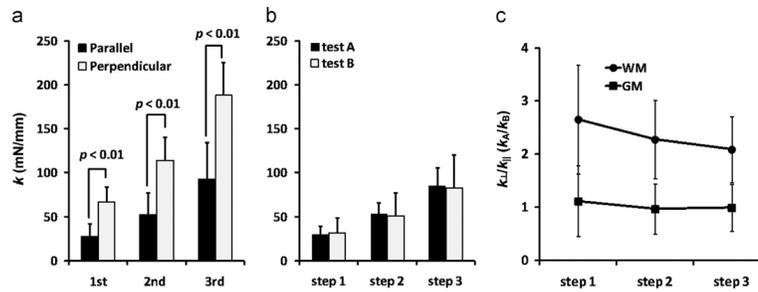 a
250
200
150
100
50
0
k (mN/mm)
Parallel
Perpendicular
p < 0.01
p < 0.01
p < 0.01
1st 2nd 3rd
b
250
200
150
100
50
0
test A
test B
step 1 step 2 step 3
c
4
3
2
1
0
k⊥/k|| (kA/kB)
WM
GM
step 1 step 2 step 3